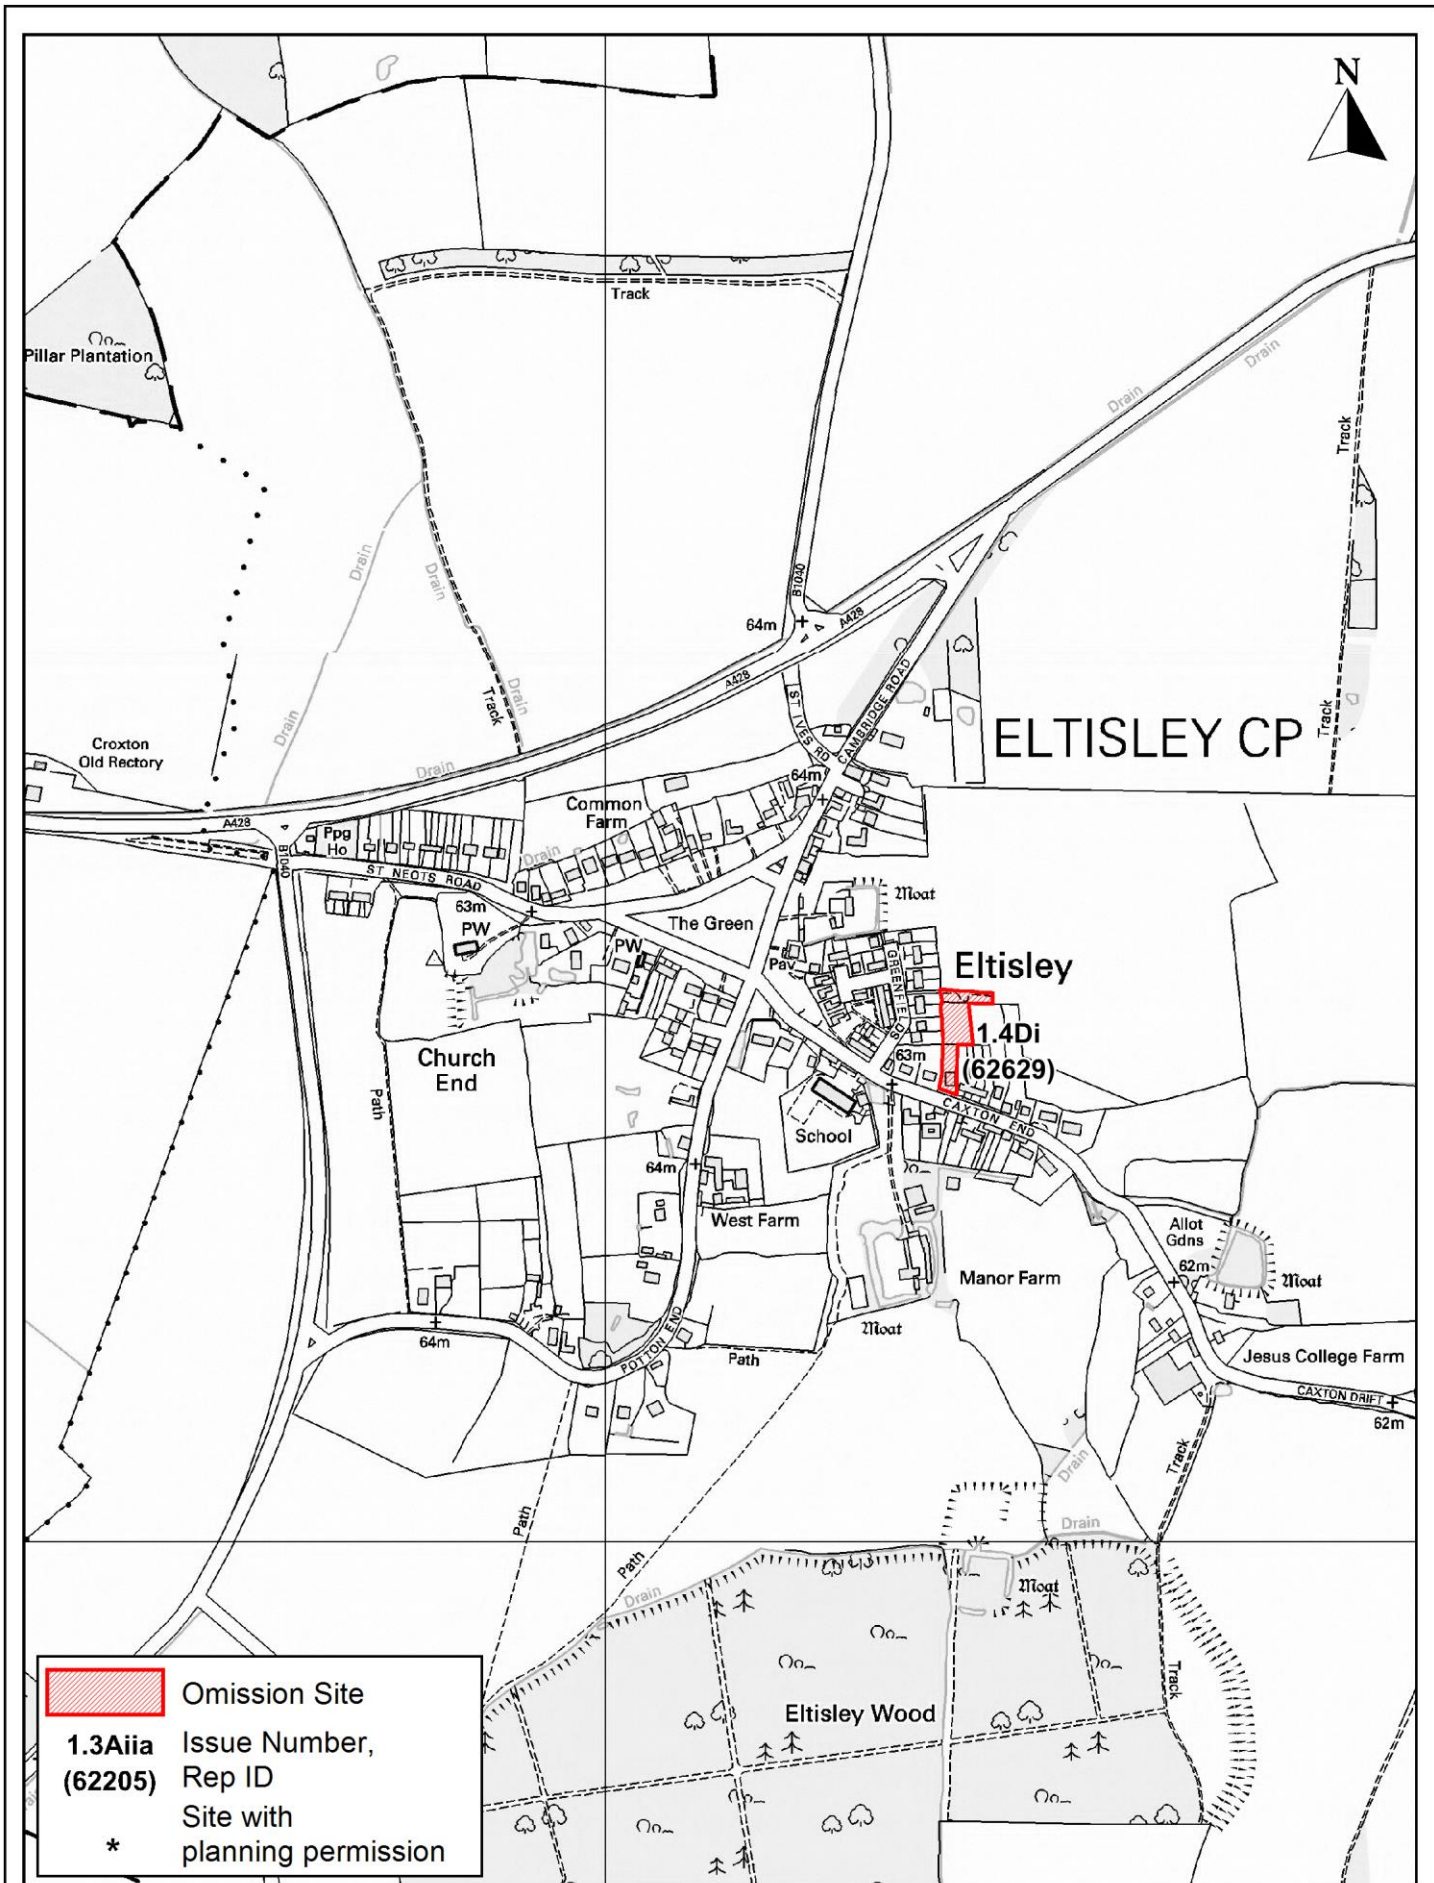 N
Track
Pillar Plantation
Drain
Drain
Track
Drain
Drain
B1040
64m
A428
A428
Track
Drain
Drain
ST IVES RD
CAMBRIDGE ROAD
ELTISLEY CP
Track
Croxton
Old Rectory
Drain
64m
Common
Farm
A428
B1040
Ppg
Ho
Drain
ST NEOTS ROAD
63m
PW
PW
The Green
Moat
Pav
GREENFIELDS
Eltisley
1.4Di
(62629)
63m
Church
End
CAXTON END
Path
School
64m
West Farm
Allot
Gdns
62m
Moat
Manor Farm
Moat
64m
POTTON END
Path
Jesus College Farm
CAXTON DRIFT
62m
Track
Drain
Path
Drain
Path
Drain
Moat
Track
Eltisley Wood
Omission Site
1.3Aiia Issue Number,
(62205) Rep ID
Site with
* planning permission